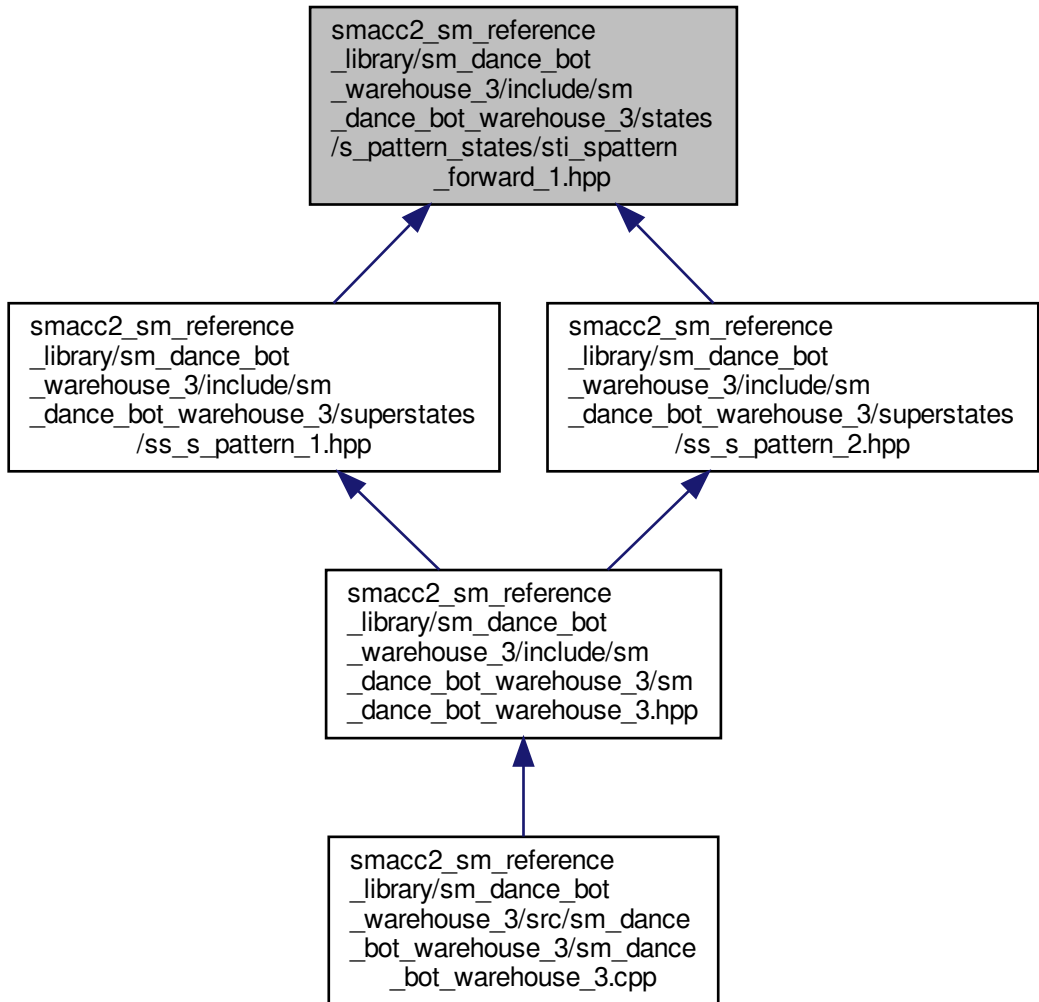 smacc2_sm_reference
_library/sm_dance_bot
_warehouse_3/include/sm
_dance_bot_warehouse_3/states
/s_pattern_states/sti_spattern
_forward_1.hpp
smacc2_sm_reference
_library/sm_dance_bot
_warehouse_3/include/sm
_dance_bot_warehouse_3/superstates
/ss_s_pattern_1.hpp
smacc2_sm_reference
_library/sm_dance_bot
_warehouse_3/include/sm
_dance_bot_warehouse_3/superstates
/ss_s_pattern_2.hpp
smacc2_sm_reference
_library/sm_dance_bot
_warehouse_3/include/sm
_dance_bot_warehouse_3/sm
_dance_bot_warehouse_3.hpp
smacc2_sm_reference
_library/sm_dance_bot
_warehouse_3/src/sm_dance
_bot_warehouse_3/sm_dance
_bot_warehouse_3.cpp